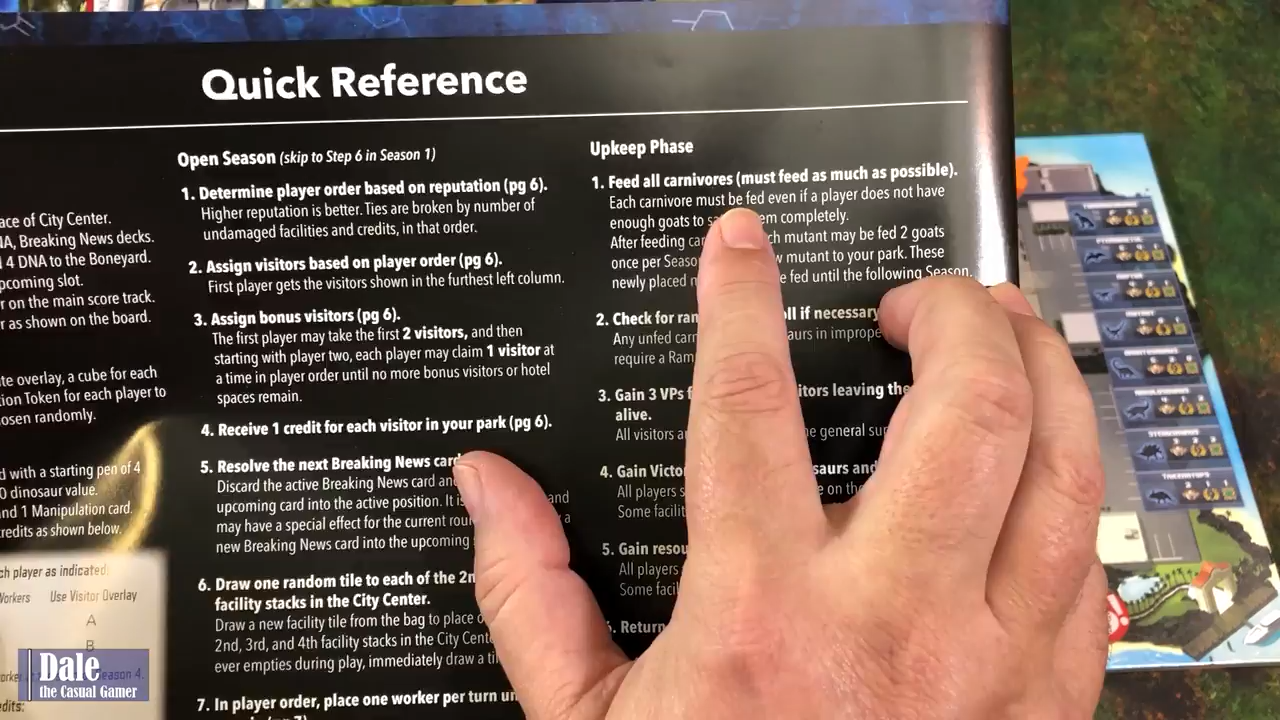 Quick Reference
ace of City Center.
A, Breaking News decks.
4 DNA to the Boneyard.
pcoming slot.
r on the main score track.
r as shown on the board.
te overlay, a cube for each
tion Token for each player to
osen randomly.
d with a starting pen of 4
0 dinosaur value.
nd 1 Manipulation card.
redits as shown below.
ch player as indicated:
Workers Use Visitor Overlay
A
B
eason 4.
edits:
Open Season (skip to Step 6 in Season 1)
1. Determine player order based on reputation (pg 6).
Higher reputation is better. Ties are broken by number of
undamaged facilities and credits, in that order.
2. Assign visitors based on player order (pg 6).
First player gets the visitors shown in the furthest left column.
3. Assign bonus visitors (pg 6).
The first player may take the first 2 visitors, and then
starting with player two, each player may claim 1 visitor at
a time in player order until no more bonus visitors or hotel
spaces remain.
4. Receive 1 credit for each visitor in your park (pg 6).
5. Resolve the next Breaking News card
Discard the active Breaking News card an
upcoming card into the active position. It is and
may have a special effect for the current rou a
new Breaking News card into the upcoming
6. Draw one random tile to each of the 2n
facility stacks in the City Center.
Draw a new facility tile from the bag to place o
2nd, 3rd, and 4th facility stacks in the City Cent
ever empties during play, immediately draw a til
7. In player order, place one worker per turn un
Upkeep Phase
1. Feed all carnivores (must feed as much as possible).
Each carnivore must be fed even if a player does not have
enough goats to sa em completely.
After feeding car ch mutant may be fed 2 goats
once per Seaso w mutant to your park. These
newly placed m e fed until the following Season.
2. Check for ram ll if necessary
Any unfed carn aurs in imprope
require a Ram
3. Gain 3 VPs f itors leaving the
alive.
All visitors a e general sup
4. Gain Victo saurs and
All players s e on the
Some facilit
5. Gain resou
All players
Some facil
6. Return
Dale
the Casual Gamer